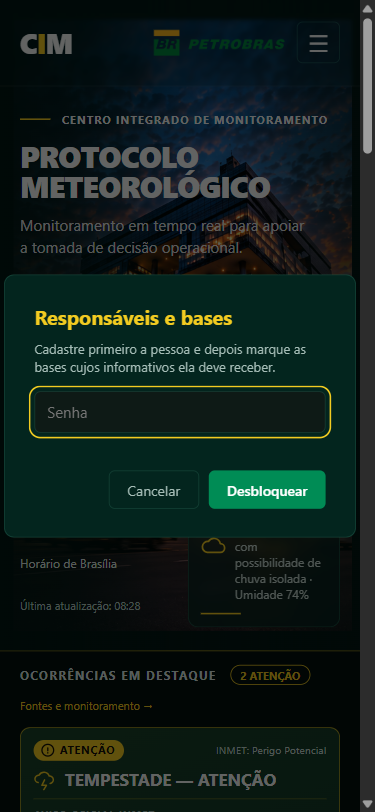 CIM
BR PETROBRAS
CENTRO INTEGRADO DE MONITORAMENTO
PROTOCOLO
METEOROLÓGICO
Monitoramento em tempo real para apoiar
a tomada de decisão operacional.
Responsáveis e bases
Cadastre primeiro a pessoa e depois marque as
bases cujos informativos ela deve receber.
Senha
Cancelar
Desbloquear
com
possibilidade de
chuva isolada ·
Umidade 74%
Horário de Brasília
Última atualização: 08:28
OCORRÊNCIAS EM DESTAQUE
2 ATENÇÃO
Fontes e monitoramento →
ATENÇÃO
INMET: Perigo Potencial
TEMPESTADE — ATENÇÃO